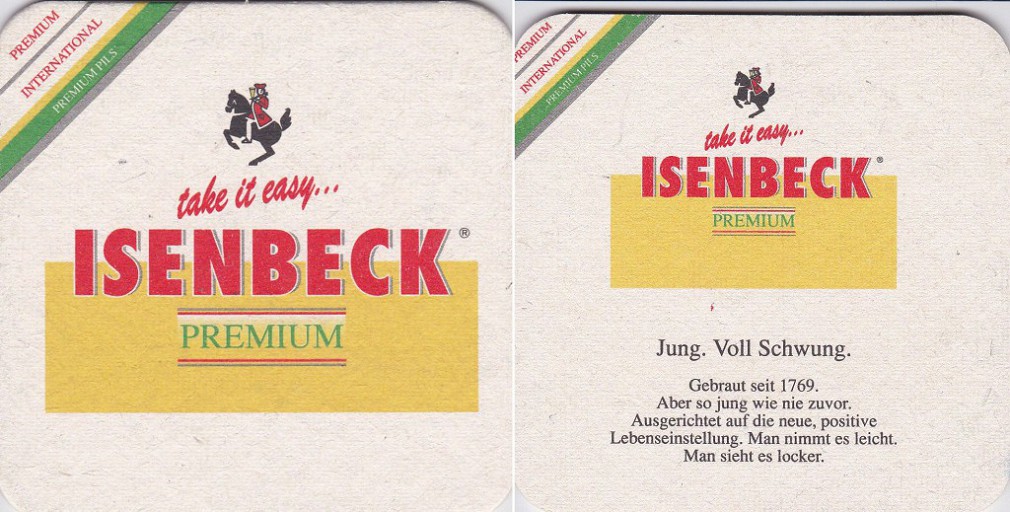 PREMIUM
INTERNATIONAL
PREMIUM PILS
take it easy...
ISENBECK®
PREMIUM
PREMIUM
INTERNATIONAL
PREMIUM PILS
take it easy...
ISENBECK®
PREMIUM
Jung. Voll Schwung.
Gebraut seit 1769.
Aber so jung wie nie zuvor.
Ausgerichtet auf die neue, positive
Lebenseinstellung. Man nimmt es leicht.
Man sieht es locker.